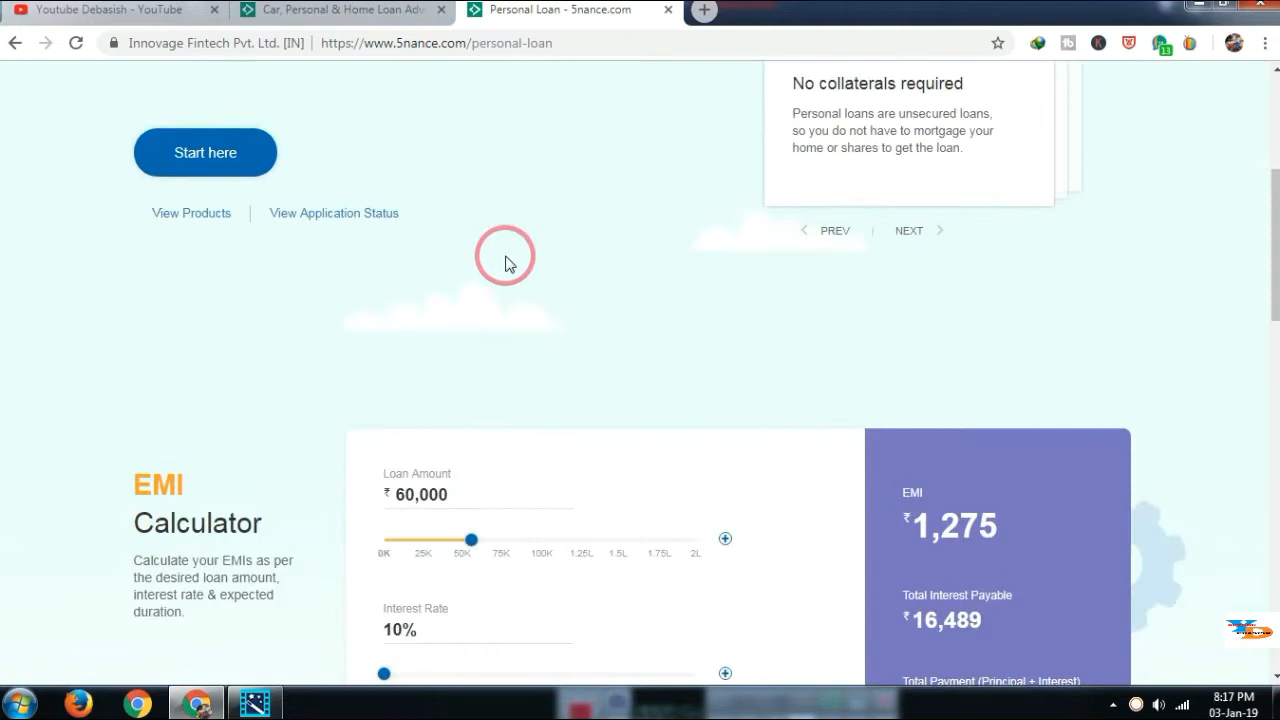 Youtube Debasish - YouTube
Car, Personal & Home Loan Adv
Personal Loan - 5nance.com
Innovage Fintech Pvt. Ltd. [IN]
https://www.5nance.com/personal-loan
13
No collaterals required
Personal loans are unsecured loans,
so you do not have to mortgage your
home or shares to get the loan.
Start here
View Products
View Application Status
PREV
NEXT
EMI
Calculator
Calculate your EMIs as per
the desired loan amount,
interest rate & expected
duration.
Loan Amount
₹ 60,000
0K 25K 50K 75K 100K 1.25L 1.5L 1.75L 2L
Interest Rate
10%
EMI
₹1,275
Total Interest Payable
₹16,489
Total Payment (Principal + Interest)
8:17 PM
03-Jan-19